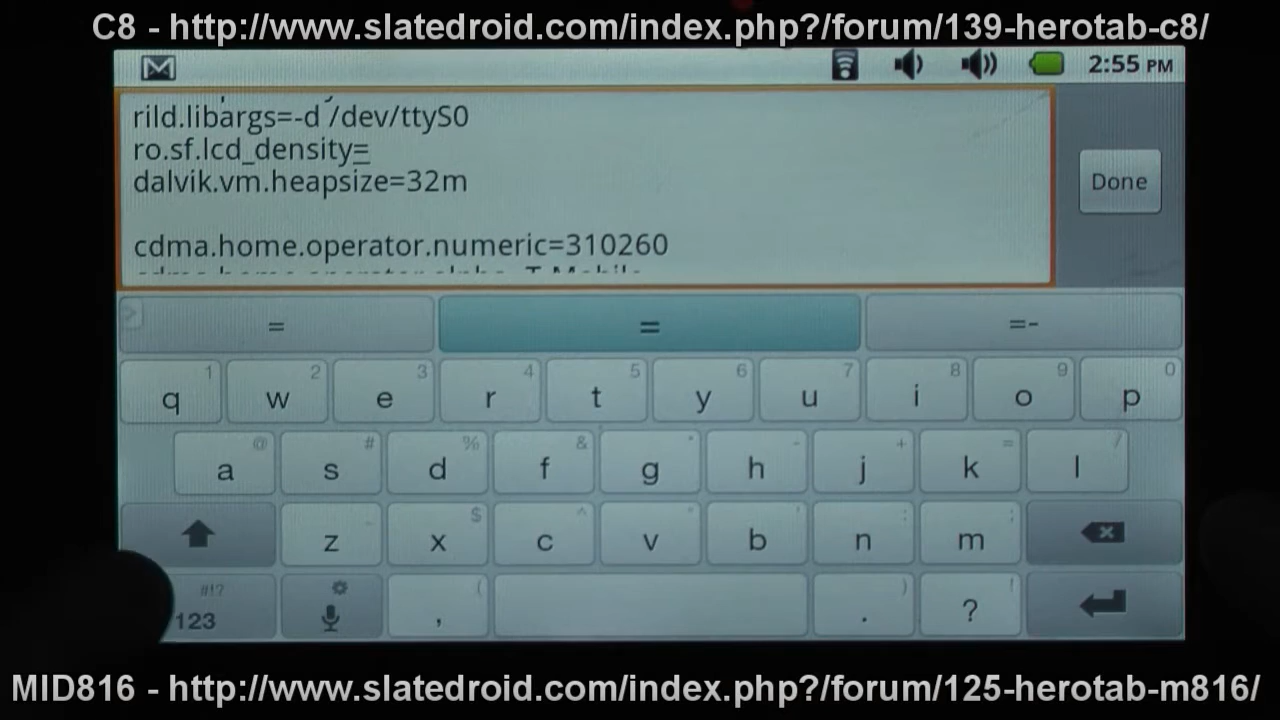 C8 - http://www.slatedroid.com/index.php?/forum/139-herotab-c8/
2:55 PM
rild.libargs=-d /dev/ttyS0
ro.sf.lcd_density=
dalvik.vm.heapsize=32m
cdma.home.operator.numeric=310260
Done
= = =-
1 2 3 4 5 6 7 8 9 0
q w e r t y u i o p
@ # % & * - + = /
a s d f g h j k l
z x c v b n m
#!?
123 , . ?
MID816 - http://www.slatedroid.com/index.php?/forum/125-herotab-m816/